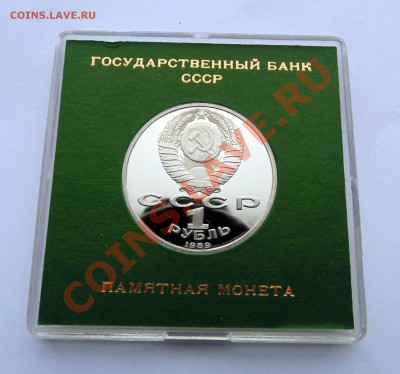 COINS.LAVE.RU
ГОСУДАРСТВЕННЫЙ БАНК
СССР
СССР
1
РУБЛЬ
1989
ПАМЯТНАЯ МОНЕТА
COINS.LAVE.RU